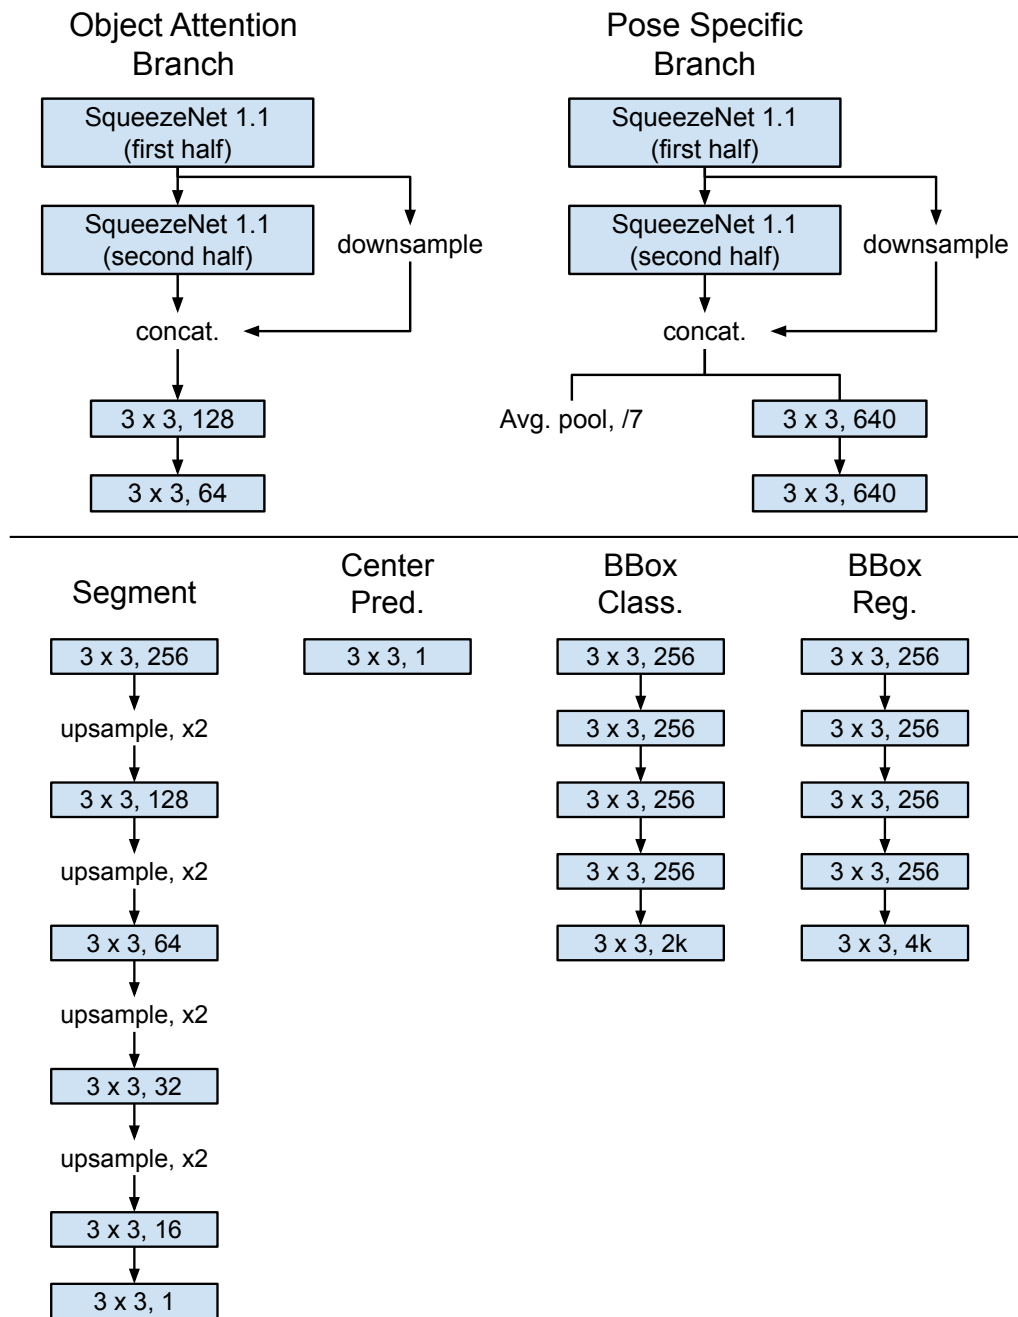 Object Attention
Branch
SqueezeNet 1.1
(first half)
SqueezeNet 1.1
(second half)
downsample
concat.
3 x 3, 128
3 x 3, 64
Pose Specific
Branch
SqueezeNet 1.1
(first half)
SqueezeNet 1.1
(second half)
downsample
concat.
Avg. pool, /7
3 x 3, 640
3 x 3, 640
Segment
3 x 3, 256
upsample, x2
3 x 3, 128
upsample, x2
3 x 3, 64
upsample, x2
3 x 3, 32
upsample, x2
3 x 3, 16
3 x 3, 1
Center
Pred.
3 x 3, 1
BBox
Class.
3 x 3, 256
3 x 3, 256
3 x 3, 256
3 x 3, 256
3 x 3, 2k
BBox
Reg.
3 x 3, 256
3 x 3, 256
3 x 3, 256
3 x 3, 256
3 x 3, 4k